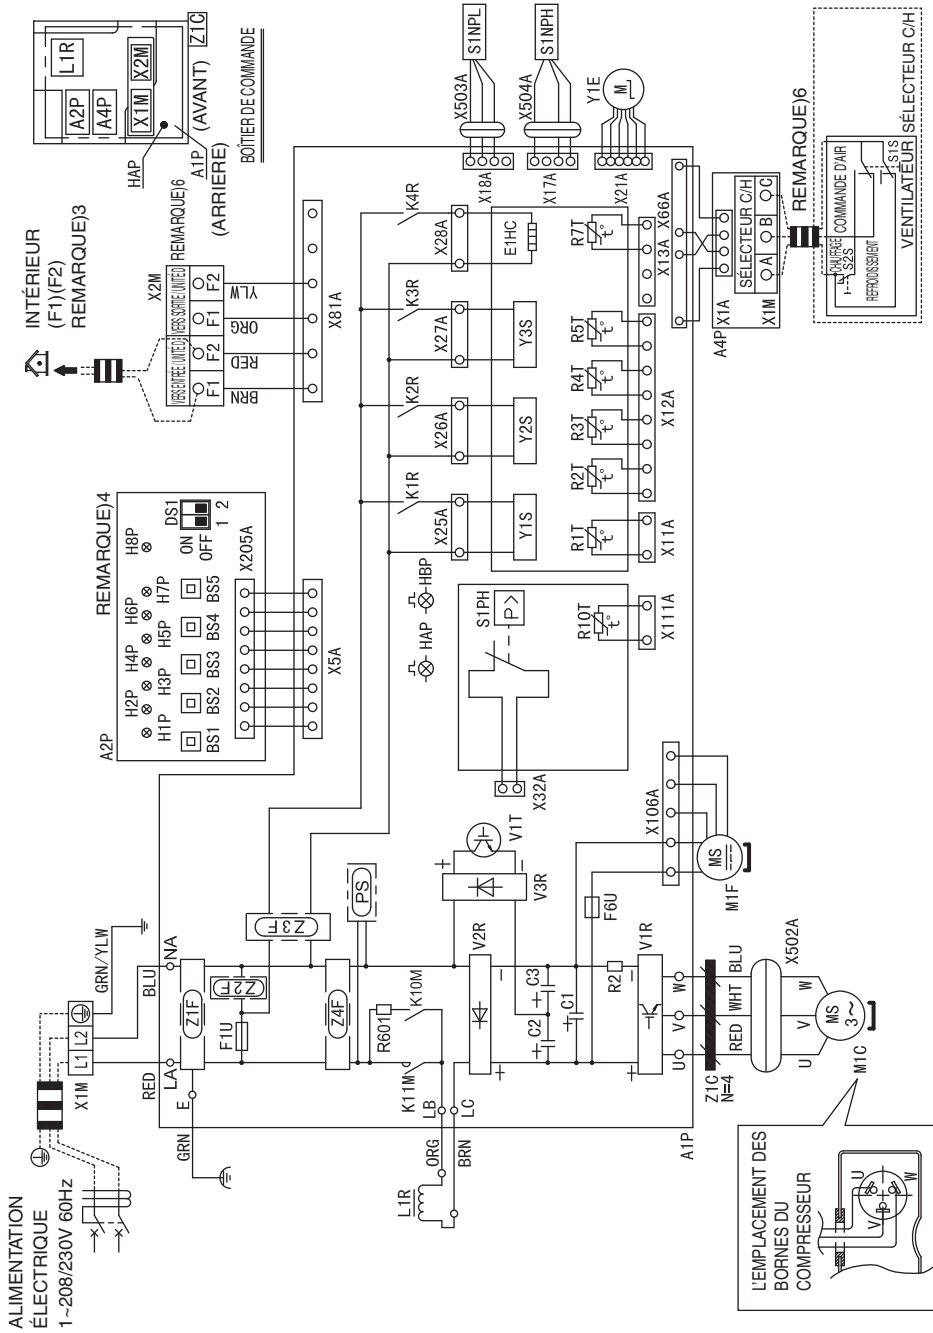 ALIMENTATION
ÉLECTRIQUE
1~208/230V 60Hz
X1M
L1
L2
GRN/YLW
RED
BLU
LA
NA
E
GRN
Z1F
F1U
Z2F
Z3F
Z4F
PS
R601
K10M
K11M
LB
LC
ORG
BRN
L1R
V2R
V3R
V1T
C2
C3
C1
R2
F6U
V1R
U
V
W
Z1C
N=4
RED
WHT
BLU
X502A
U
V
W
MS
3~
M1C
A1P
X106A
MS
M1F
L'EMPLACEMENT DES
BORNES DU
COMPRESSEUR
U
V
W
REMARQUE)4
A2P
H1P
H2P
H3P
H4P
H5P
H6P
H7P
H8P
BS1
BS2
BS3
BS4
BS5
DS1
ON
OFF
1 2
X205A
X5A
HAP
HBP
X32A
S1PH
P>
R10T
t°
X111A
INTÉRIEUR
(F1)(F2)
REMARQUE)3
X2M
REMARQUE)6
VERS ENTRÉE (UNITÉ D)
VERS SORTIE (UNITÉ D)
F1
F2
F1
F2
BRN
RED
ORG
YLW
X81A
K1R
K2R
K3R
K4R
X25A
X26A
X27A
X28A
Y1S
Y2S
Y3S
E1HC
R1T
t°
R2T
t°
R3T
t°
R4T
t°
R5T
t°
R7T
t°
X11A
X12A
X13A
X66A
L1R
A2P
A4P
X1M
X2M
Z1C
HAP
A1P
(AVANT)
(ARRIERE)
BOÎTIER DE COMMANDE
X503A
S1NPL
X18A
X504A
S1NPH
X17A
Y1E
M
X21A
A4P
X1A
SÉLECTEUR C/H
X1M
A
B
C
REMARQUE)6
CHAUFFAGE
S2S
COMMANDE D'AIR
REFROIDISSEMENT
S1S
VENTILATEUR
SÉLECTEUR C/H